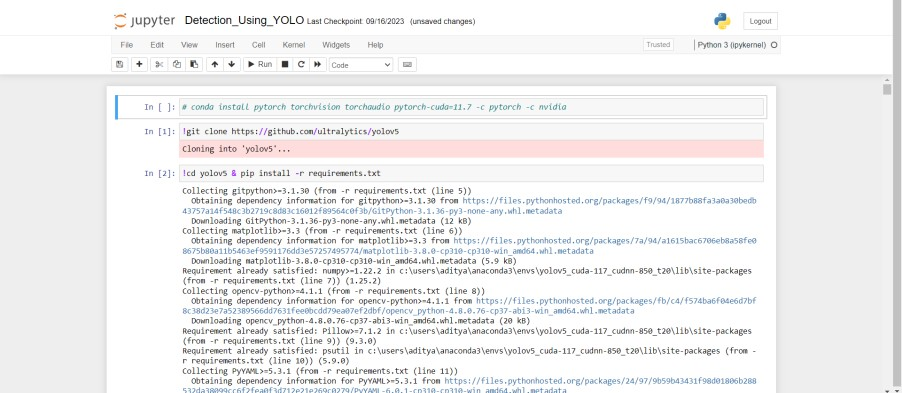 jupyter Detection_Using_YOLO Last Checkpoint: 09/16/2023 (unsaved changes)
Logout
File Edit View Insert Cell Kernel Widgets Help
Trusted Python 3 (ipykernel)
Run Code
In [ ]: # conda install pytorch torchvision torchaudio pytorch-cuda=11.7 -c pytorch -c nvidia
In [1]: !git clone https://github.com/ultralytics/yolov5
Cloning into 'yolov5'...
In [2]: !cd yolov5 & pip install -r requirements.txt
Collecting gitpython>=3.1.30 (from -r requirements.txt (line 5))
Obtaining dependency information for gitpython>=3.1.30 from https://files.pythonhosted.org/packages/f9/94/1877b88fa3a0a30bedb
43757a14f548c3b2719c8d83c16012f89564c0f3b/GitPython-3.1.36-py3-none-any.whl.metadata
Downloading GitPython-3.1.36-py3-none-any.whl.metadata (12 kB)
Collecting matplotlib>=3.3 (from -r requirements.txt (line 6))
Obtaining dependency information for matplotlib>=3.3 from https://files.pythonhosted.org/packages/7a/94/a1615bac6706eb8a58fe0
8675b80a11b5463ef9591176dd3e57257495774/matplotlib-3.8.0-cp310-cp310-win_amd64.whl.metadata
Downloading matplotlib-3.8.0-cp310-cp310-win_amd64.whl.metadata (5.9 kB)
Requirement already satisfied: numpy>=1.22.2 in c:\users\aditya\anaconda3\envs\yolov5_cuda-117_cudnn-850_t20\lib\site-packages
(from -r requirements.txt (line 7)) (1.25.2)
Collecting opencv-python>=4.1.1 (from -r requirements.txt (line 8))
Obtaining dependency information for opencv-python>=4.1.1 from https://files.pythonhosted.org/packages/fb/c4/f574ba6f04e6d7bf
8c38d23e7a52389566dd7631fee0bcdd79ea07ef2dbf/opencv_python-4.8.0.76-cp37-abi3-win_amd64.whl.metadata
Downloading opencv_python-4.8.0.76-cp37-abi3-win_amd64.whl.metadata (20 kB)
Requirement already satisfied: Pillow>=7.1.2 in c:\users\aditya\anaconda3\envs\yolov5_cuda-117_cudnn-850_t20\lib\site-packages
(from -r requirements.txt (line 9)) (9.3.0)
Requirement already satisfied: psutil in c:\users\aditya\anaconda3\envs\yolov5_cuda-117_cudnn-850_t20\lib\site-packages (from -
r requirements.txt (line 10)) (5.9.0)
Collecting PyYAML>=5.3.1 (from -r requirements.txt (line 11))
Obtaining dependency information for PyYAML>=5.3.1 from https://files.pythonhosted.org/packages/24/97/9b59b43431f98d01806b288
532da38099cc6f2fea0f3d712e21e269c0279/PyYAML-6.0.1-cp310-cp310-win_amd64.whl.metadata